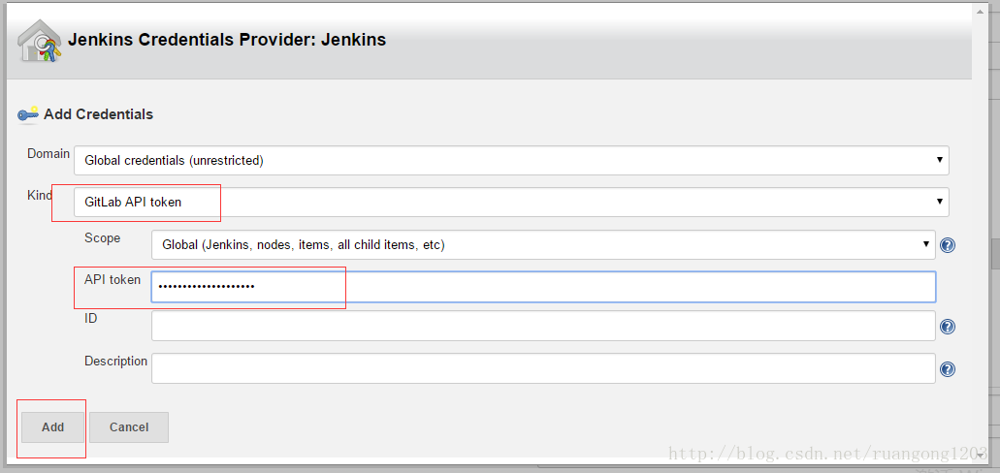 Jenkins Credentials Provider: Jenkins
Add Credentials
Domain
Global credentials (unrestricted)
Kind
GitLab API token
Scope
Global (Jenkins, nodes, items, all child items, etc)
API token
••••••••••••••••••••
ID
Description
Add Cancel
http://blog.csdn.net/ruangong1203